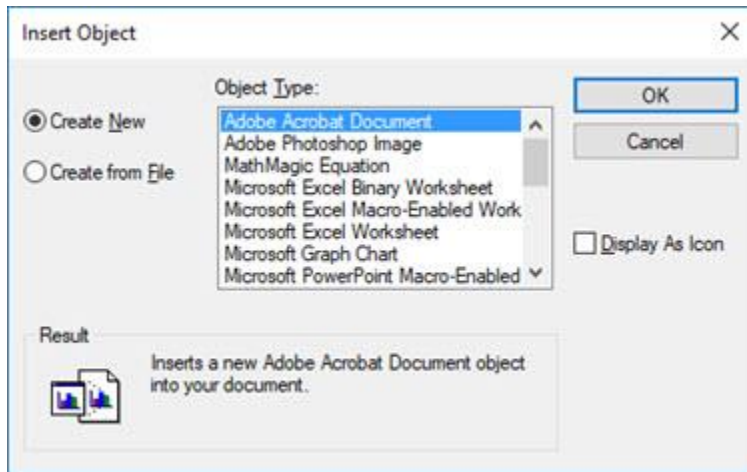 Insert Object
Object Type:
Create New
Create from File
Adobe Acrobat Document
Adobe Photoshop Image
MathMagic Equation
Microsoft Excel Binary Worksheet
Microsoft Excel Macro-Enabled Work
Microsoft Excel Worksheet
Microsoft Graph Chart
Microsoft PowerPoint Macro-Enabled
OK
Cancel
Display As Icon
Result
Inserts a new Adobe Acrobat Document object
into your document.